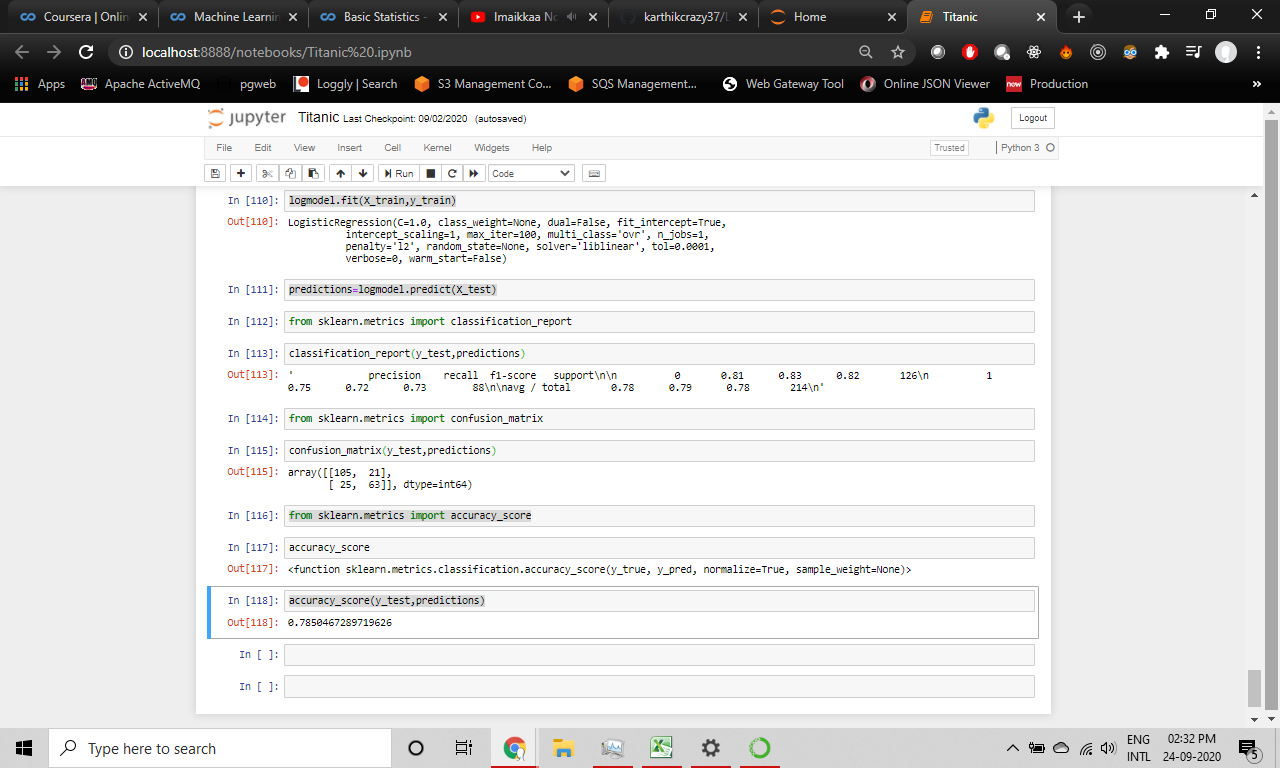 Coursera | Onlin
Machine Learnin
Basic Statistics -
Imaikkaa No
karthikcrazy37/L
Home
Titanic
localhost:8888/notebooks/Titanic%20.ipynb
Apps
Apache ActiveMQ
pgweb
Loggly | Search
S3 Management Co...
SQS Management...
Web Gateway Tool
Online JSON Viewer
now
Production
»
jupyter Titanic Last Checkpoint: 09/02/2020 (autosaved)
Logout
File Edit View Insert Cell Kernel Widgets Help
Trusted
Python 3
Run
Code
In [110]: logmodel.fit(X_train,y_train)
Out[110]: LogisticRegression(C=1.0, class_weight=None, dual=False, fit_intercept=True,
intercept_scaling=1, max_iter=100, multi_class='ovr', n_jobs=1,
penalty='l2', random_state=None, solver='liblinear', tol=0.0001,
verbose=0, warm_start=False)
In [111]: predictions=logmodel.predict(X_test)
In [112]: from sklearn.metrics import classification_report
In [113]: classification_report(y_test,predictions)
Out[113]: '             precision    recall  f1-score   support\n\n          0       0.81      0.83      0.82       126\n          1
0.75      0.72      0.73        88\n\navg / total       0.78      0.79      0.78       214\n'
In [114]: from sklearn.metrics import confusion_matrix
In [115]: confusion_matrix(y_test,predictions)
Out[115]: array([[105,  21],
[ 25,  63]], dtype=int64)
In [116]: from sklearn.metrics import accuracy_score
In [117]: accuracy_score
Out[117]: <function sklearn.metrics.classification.accuracy_score(y_true, y_pred, normalize=True, sample_weight=None)>
In [118]: accuracy_score(y_test,predictions)
Out[118]: 0.7850467289719626
In [ ]:
In [ ]:
Type here to search
ENG
INTL
02:32 PM
24-09-2020
5